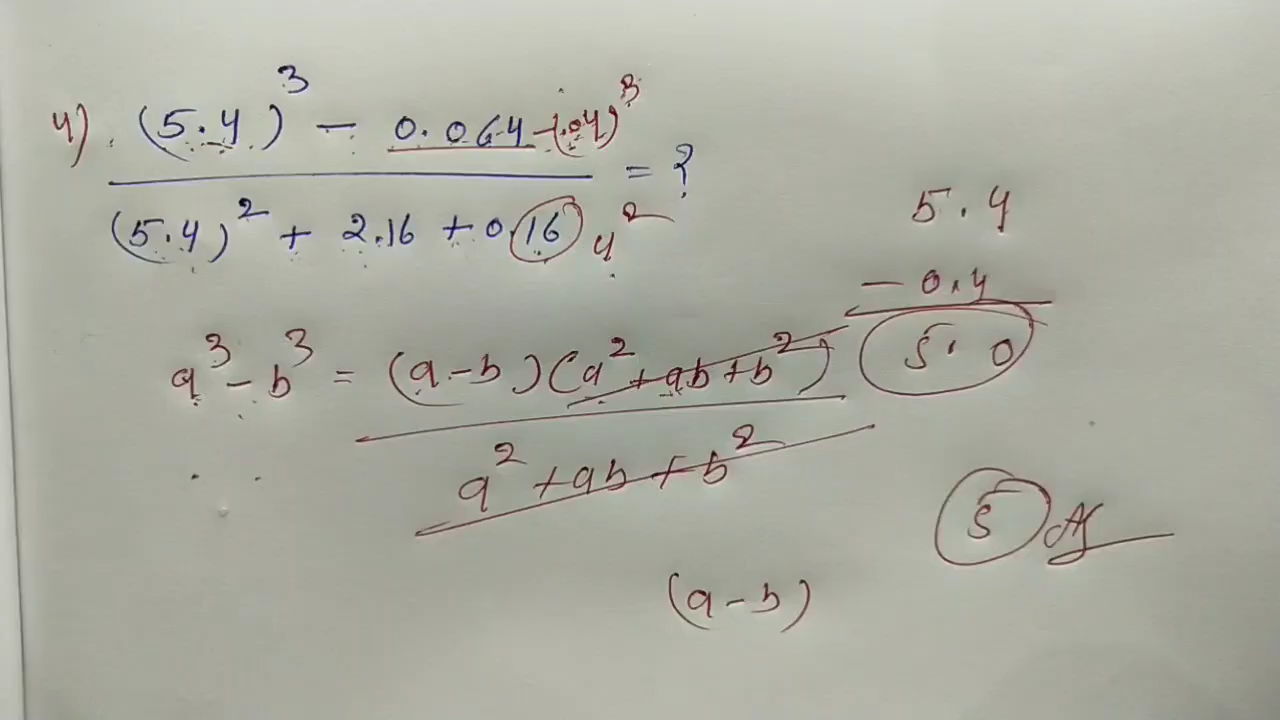 4) (5.4)³ - 0.064 - (.04)³
(5.4)² + 2.16 + 0.16 4² = ?
5.4
- 0.4
5.0
a³ - b³ = (a - b) (a² + ab + b²)
a² + ab + b²
5
(a - b)